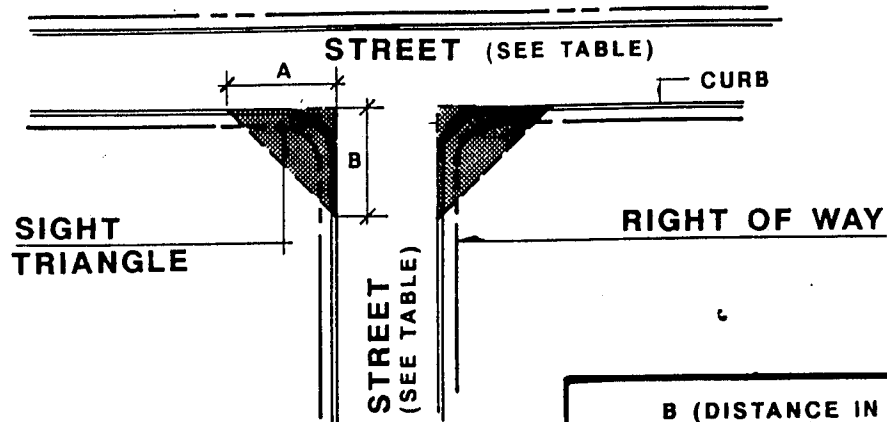 STREET (SEE TABLE)
A
CURB
B
SIGHT
TRIANGLE
RIGHT OF WAY
STREET
(SEE TABLE)
B (DISTANCE IN